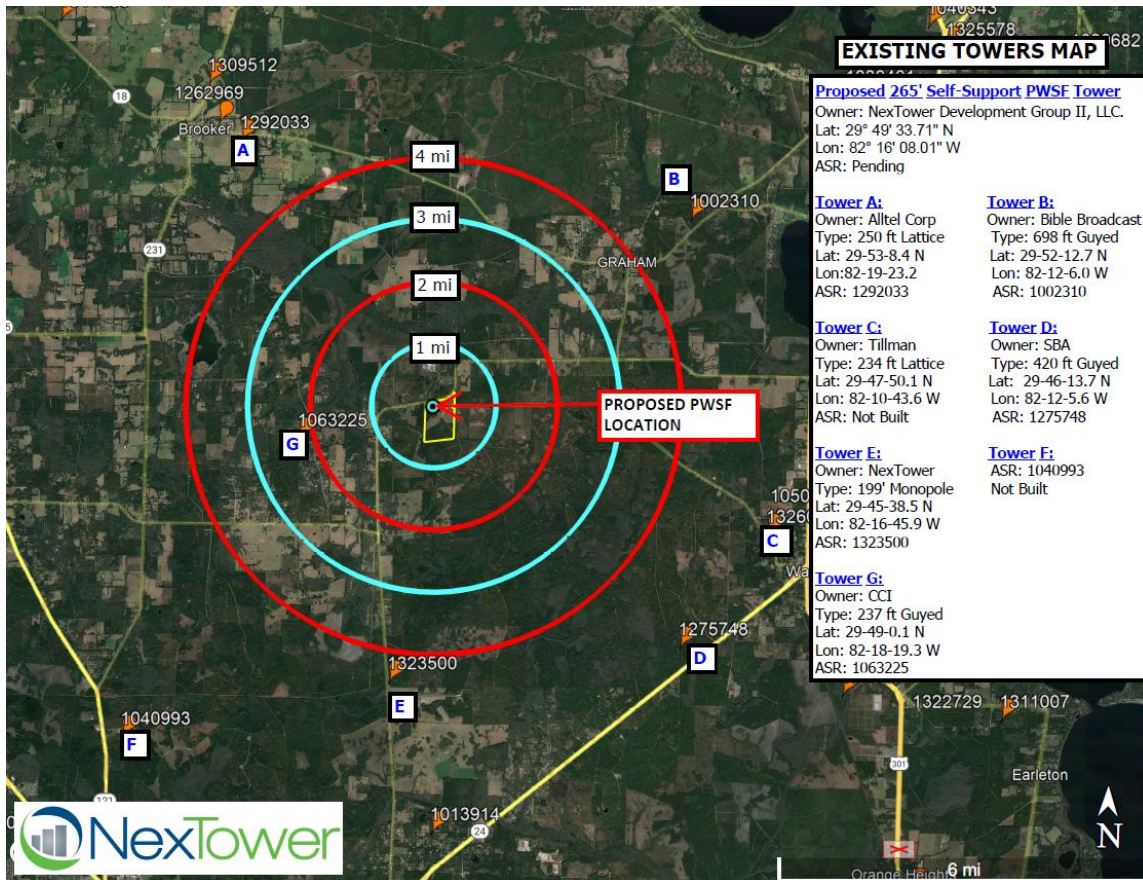 1040343
1325578
EXISTING TOWERS MAP
Proposed 265' Self-Support PWSF Tower
Owner: NexTower Development Group II, LLC.
Lat: 29° 49' 33.71" N
Lon: 82° 16' 08.01" W
ASR: Pending
Tower A:
Owner: Alltel Corp
Type: 250 ft Lattice
Lat: 29-53-8.4 N
Lon:82-19-23.2
ASR: 1292033
Tower B:
Owner: Bible Broadcast
Type: 698 ft Guyed
Lat: 29-52-12.7 N
Lon: 82-12-6.0 W
ASR: 1002310
Tower C:
Owner: Tillman
Type: 234 ft Lattice
Lat: 29-47-50.1 N
Lon: 82-10-43.6 W
ASR: Not Built
Tower D:
Owner: SBA
Type: 420 ft Guyed
Lat: 29-46-13.7 N
Lon: 82-12-5.6 W
ASR: 1275748
Tower E:
Owner: NexTower
Type: 199' Monopole
Lat: 29-45-38.5 N
Lon: 82-16-45.9 W
ASR: 1323500
Tower F:
ASR: 1040993
Not Built
Tower G:
Owner: CCI
Type: 237 ft Guyed
Lat: 29-49-0.1 N
Lon: 82-18-19.3 W
ASR: 1063225
1309512
18
1262969
Brooker
1292033
A
4 mi
B
1002310
3 mi
231
GRAHAM
2 mi
1 mi
PROPOSED PWSF
LOCATION
1063225
G
C
1275748
D
1323500
E
1040993
F
1322729
1311007
301
Earleton
121
1013914
24
N
NexTower
Orange Heights
6 mi